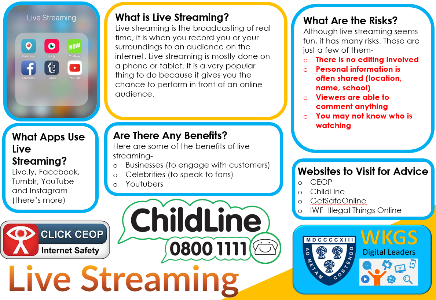 Live Streaming
What is Live Streaming?
Live streaming is the broadcasting of real
time, it is when you record you or your
surroundings to an audience on the
internet. Live streaming is mostly done on
a phone or tablet. It is a very popular
thing to do because it gives you the
chance to perform in front of an online
audience.
What Are the Risks?
Although live streaming seems
fun, it has many risks. These are
just a few of them-
o There is no editing involved
o Personal information is
often shared (location,
name, school)
o Viewers are able to
comment anything
o You may not know who is
watching
What Apps Use
Live
Streaming?
Live.ly, Facebook,
Tumblr, YouTube
and Instagram
(there's more)
Are There Any Benefits?
Here are some of the benefits of live
streaming-
o Businesses (to engage with customers)
o Celebrities (to speak to fans)
o Youtubers
Websites to Visit for Advice
o CEOP
o ChildLine
o GetSafeOnline
o IWF Illegal Things Online
CLICK CEOP
Internet Safety
ChildLine
0800 1111
WKGS
Digital Leaders
MDCCCCXIII
Live Streaming